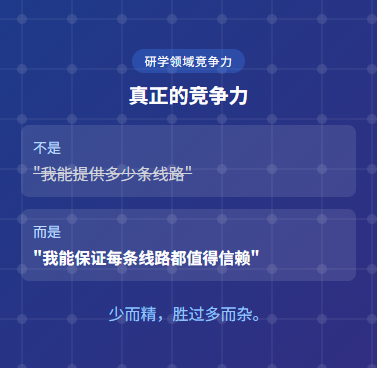 研学领域竞争力
真正的竞争力
不是
"我能提供多少条线路"
而是
"我能保证每条线路都值得信赖"
少而精，胜过多而杂。